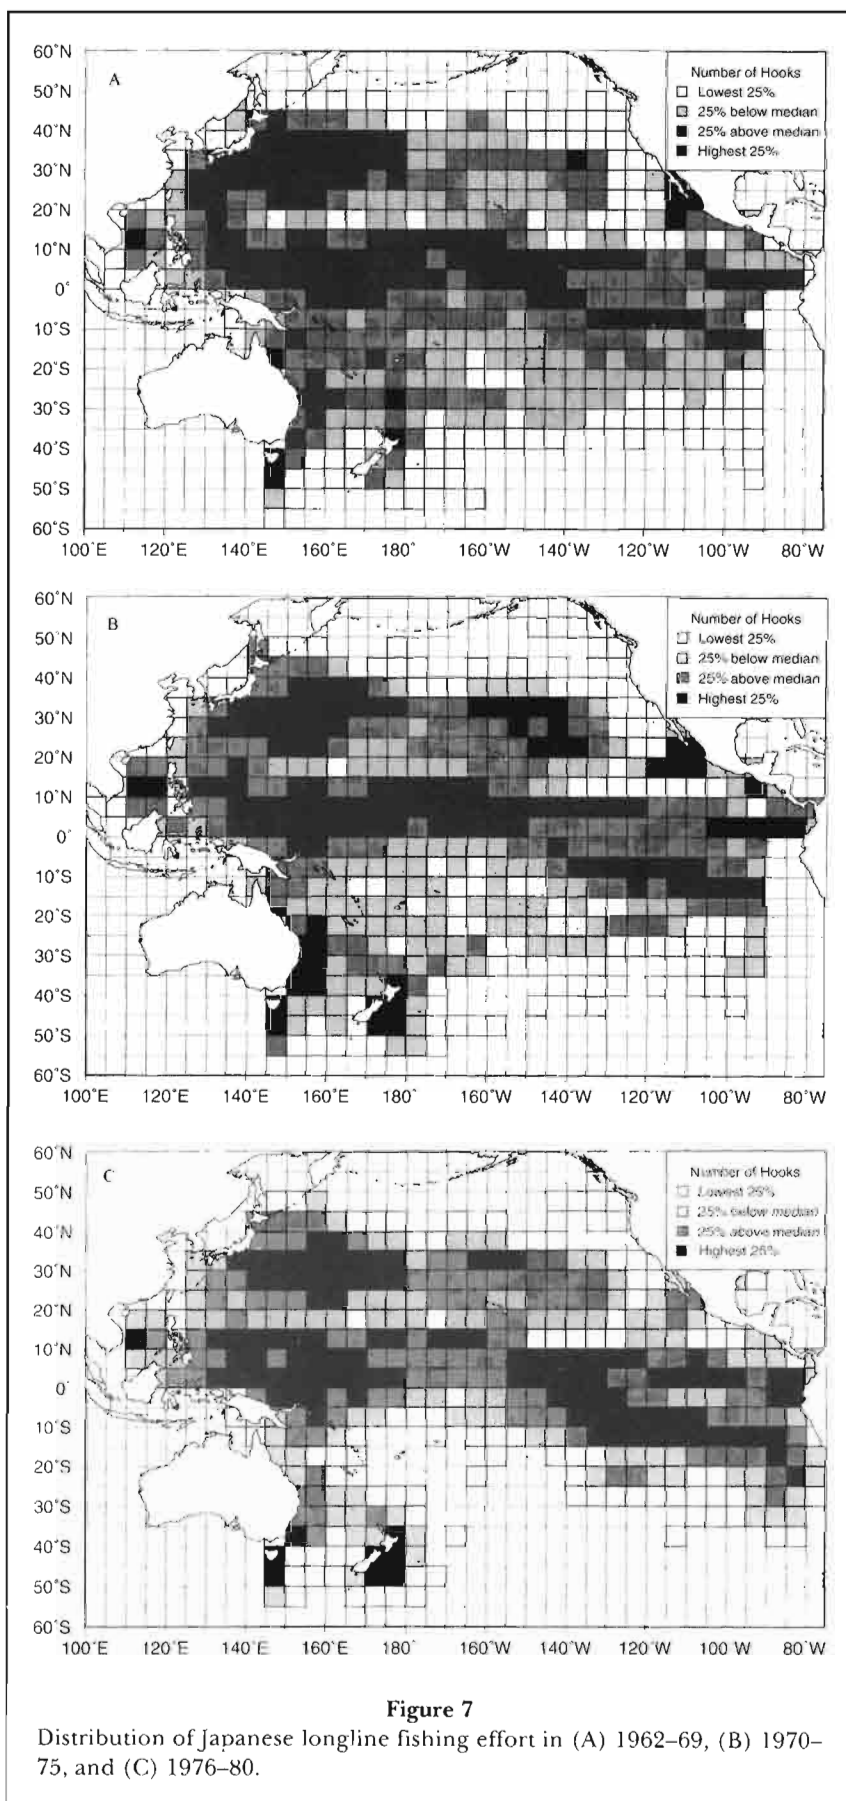 60°N
50°N
40°N
30°N
20°N
10°N
0°
10°S
20°S
30°S
40°S
50°S
60°S
A
Number of Hooks
Lowest 25%
25% below median
25% above median
Highest 25%
100°E 120°E 140°E 160°E 180° 160°W 140°W 120°W 100°W 80°W
60°N
50°N
40°N
30°N
20°N
10°N
0°
10°S
20°S
30°S
40°S
50°S
60°S
B
Number of Hooks
Lowest 25%
25% below median
25% above median
Highest 25%
100°E 120°E 140°E 160°E 180° 160°W 140°W 120°W 100°W 80°W
60°N
50°N
40°N
30°N
20°N
10°N
0°
10°S
20°S
30°S
40°S
50°S
60°S
C
Number of Hooks
Lowest 25%
25% below median
25% above median
Highest 25%
100°E 120°E 140°E 160°E 180° 160°W 140°W 120°W 100°W 80°W
Figure 7
Distribution of Japanese longline fishing effort in (A) 1962–69, (B) 1970–
75, and (C) 1976–80.